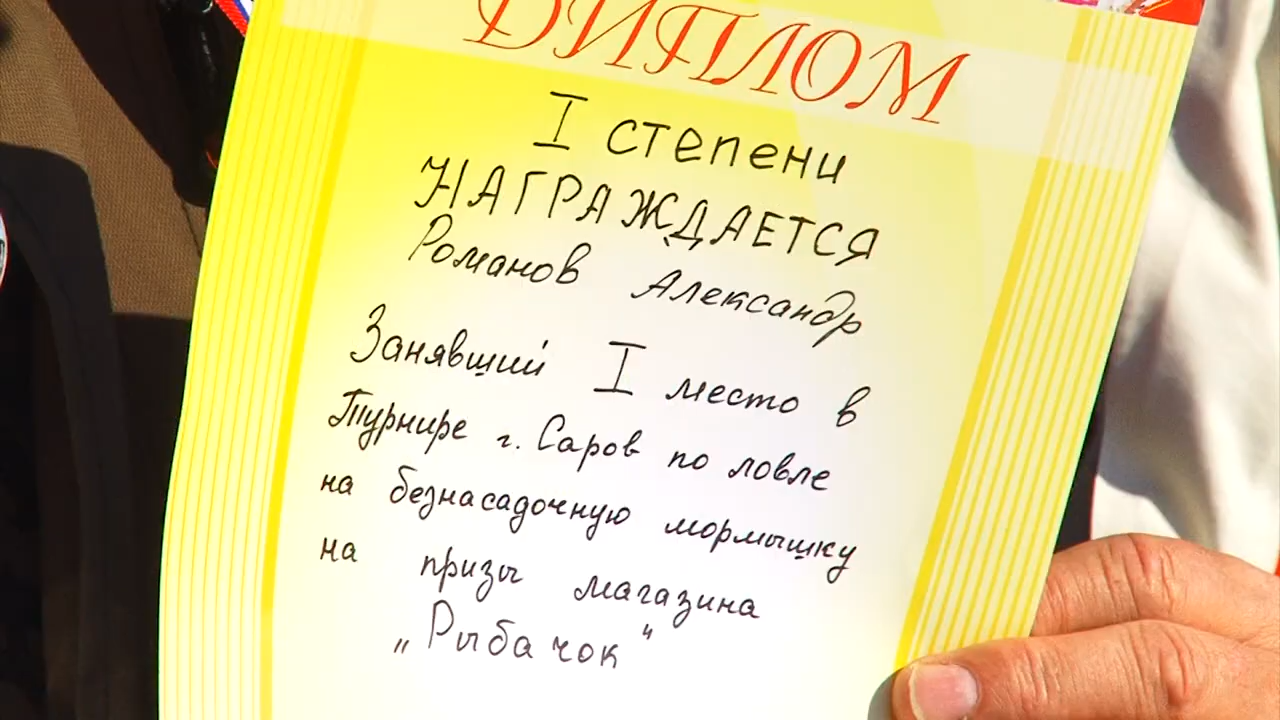 ДИПЛОМ
I степени
НАГРАЖДАЕТСЯ
Романов Александр
Занявший I место в
Турнире г. Саров по ловле
на безнасадочную мормышку
на призы магазина
„Рыбачок“